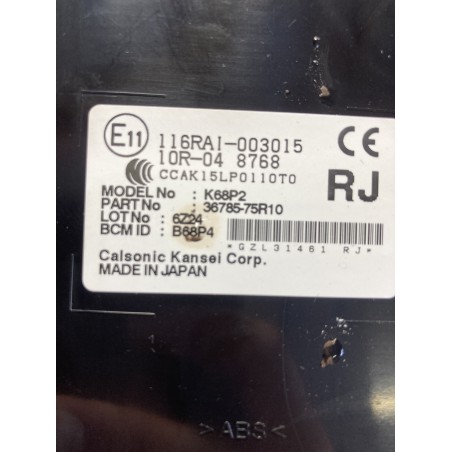 E11 116RAI-003015 CE
10R-04 8768
CCAK15LP0110T0
RJ
MODEL No : K68P2
PART No : 36785-75R10
LOT No : 6Z24
BCM ID : B68P4
*GZL31461 RJ*
Calsonic Kansei Corp.
MADE IN JAPAN
>ABS<